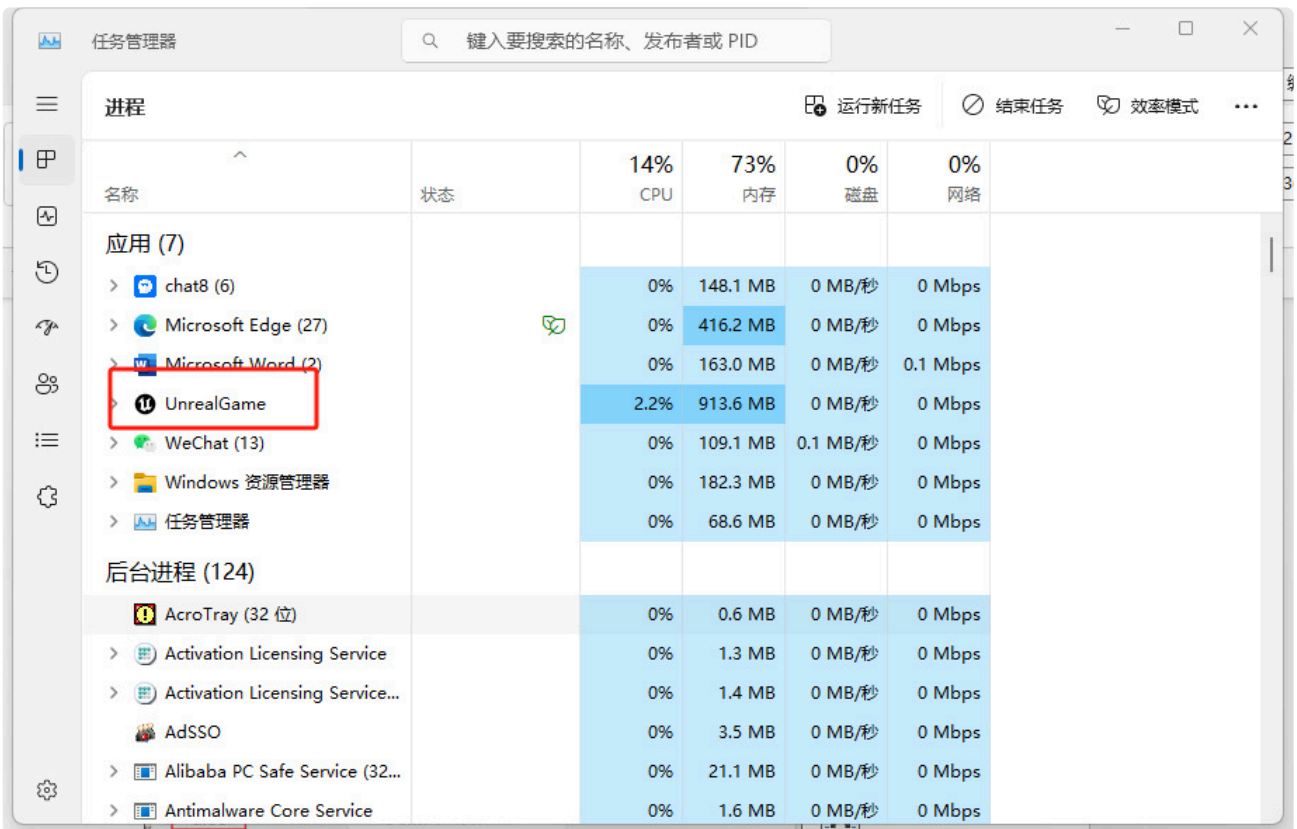 任务管理器
键入要搜索的名称、发布者或 PID
进程
运行新任务
结束任务
效率模式
14% 73% 0% 0%
名称 状态 CPU 内存 磁盘 网络
应用 (7)
chat8 (6) 0% 148.1 MB 0 MB/秒 0 Mbps
Microsoft Edge (27) 0% 416.2 MB 0 MB/秒 0 Mbps
Microsoft Word (2) 0% 163.0 MB 0 MB/秒 0.1 Mbps
UnrealGame 2.2% 913.6 MB 0 MB/秒 0 Mbps
WeChat (13) 0% 109.1 MB 0.1 MB/秒 0 Mbps
Windows 资源管理器 0% 182.3 MB 0 MB/秒 0 Mbps
任务管理器 0% 68.6 MB 0 MB/秒 0 Mbps
后台进程 (124)
AcroTray (32 位) 0% 0.6 MB 0 MB/秒 0 Mbps
Activation Licensing Service 0% 1.3 MB 0 MB/秒 0 Mbps
Activation Licensing Service... 0% 1.4 MB 0 MB/秒 0 Mbps
AdSSO 0% 3.5 MB 0 MB/秒 0 Mbps
Alibaba PC Safe Service (32... 0% 21.1 MB 0 MB/秒 0 Mbps
Antimalware Core Service 0% 1.6 MB 0 MB/秒 0 Mbps